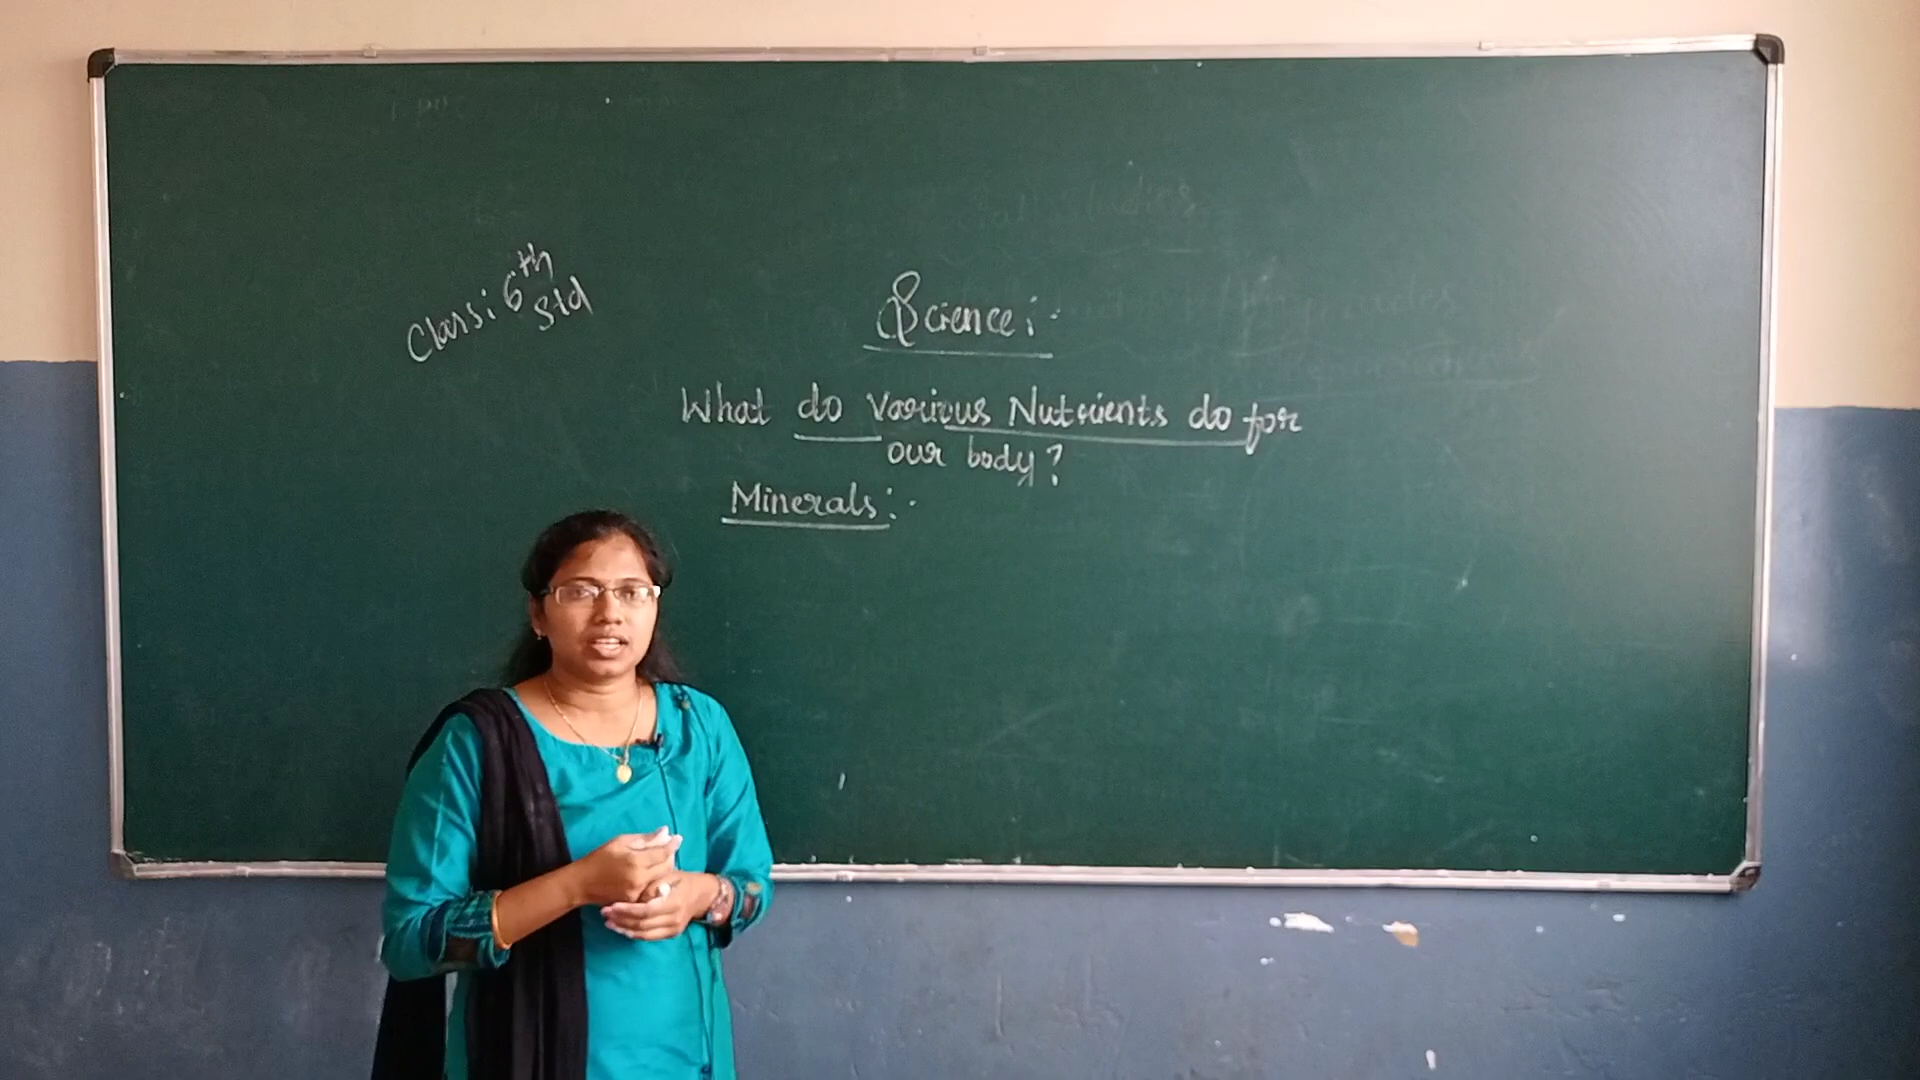 Class: 6th
Std
Science:-
What do various Nutrients do for
our body?
Minerals:-